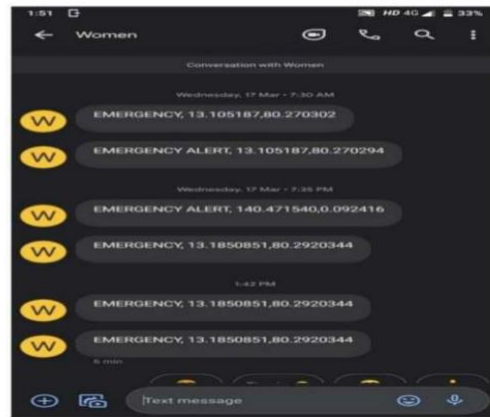 1:51 HD 4G 33%
Women
Conversation with Women
Wednesday, 17 Mar • 7:30 AM
W EMERGENCY, 13.105187,80.270302
W EMERGENCY ALERT, 13.105187,80.270294
Wednesday, 17 Mar • 7:35 PM
W EMERGENCY ALERT, 140.471540,0.092416
W EMERGENCY, 13.1850851,80.2920344
1:42 PM
W EMERGENCY, 13.1850851,80.2920344
W EMERGENCY, 13.1850851,80.2920344
6 min
Text message